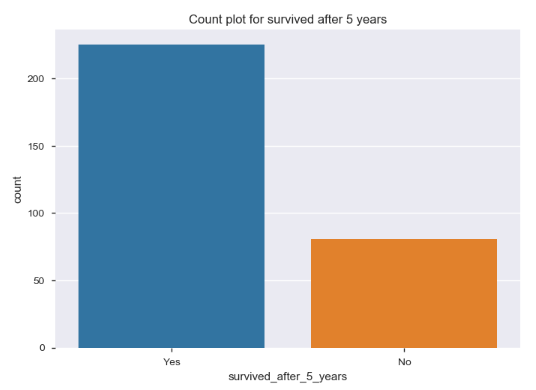 Count plot for survived after 5 years
200
150
100
50
0
count
Yes
No
survived_after_5_years